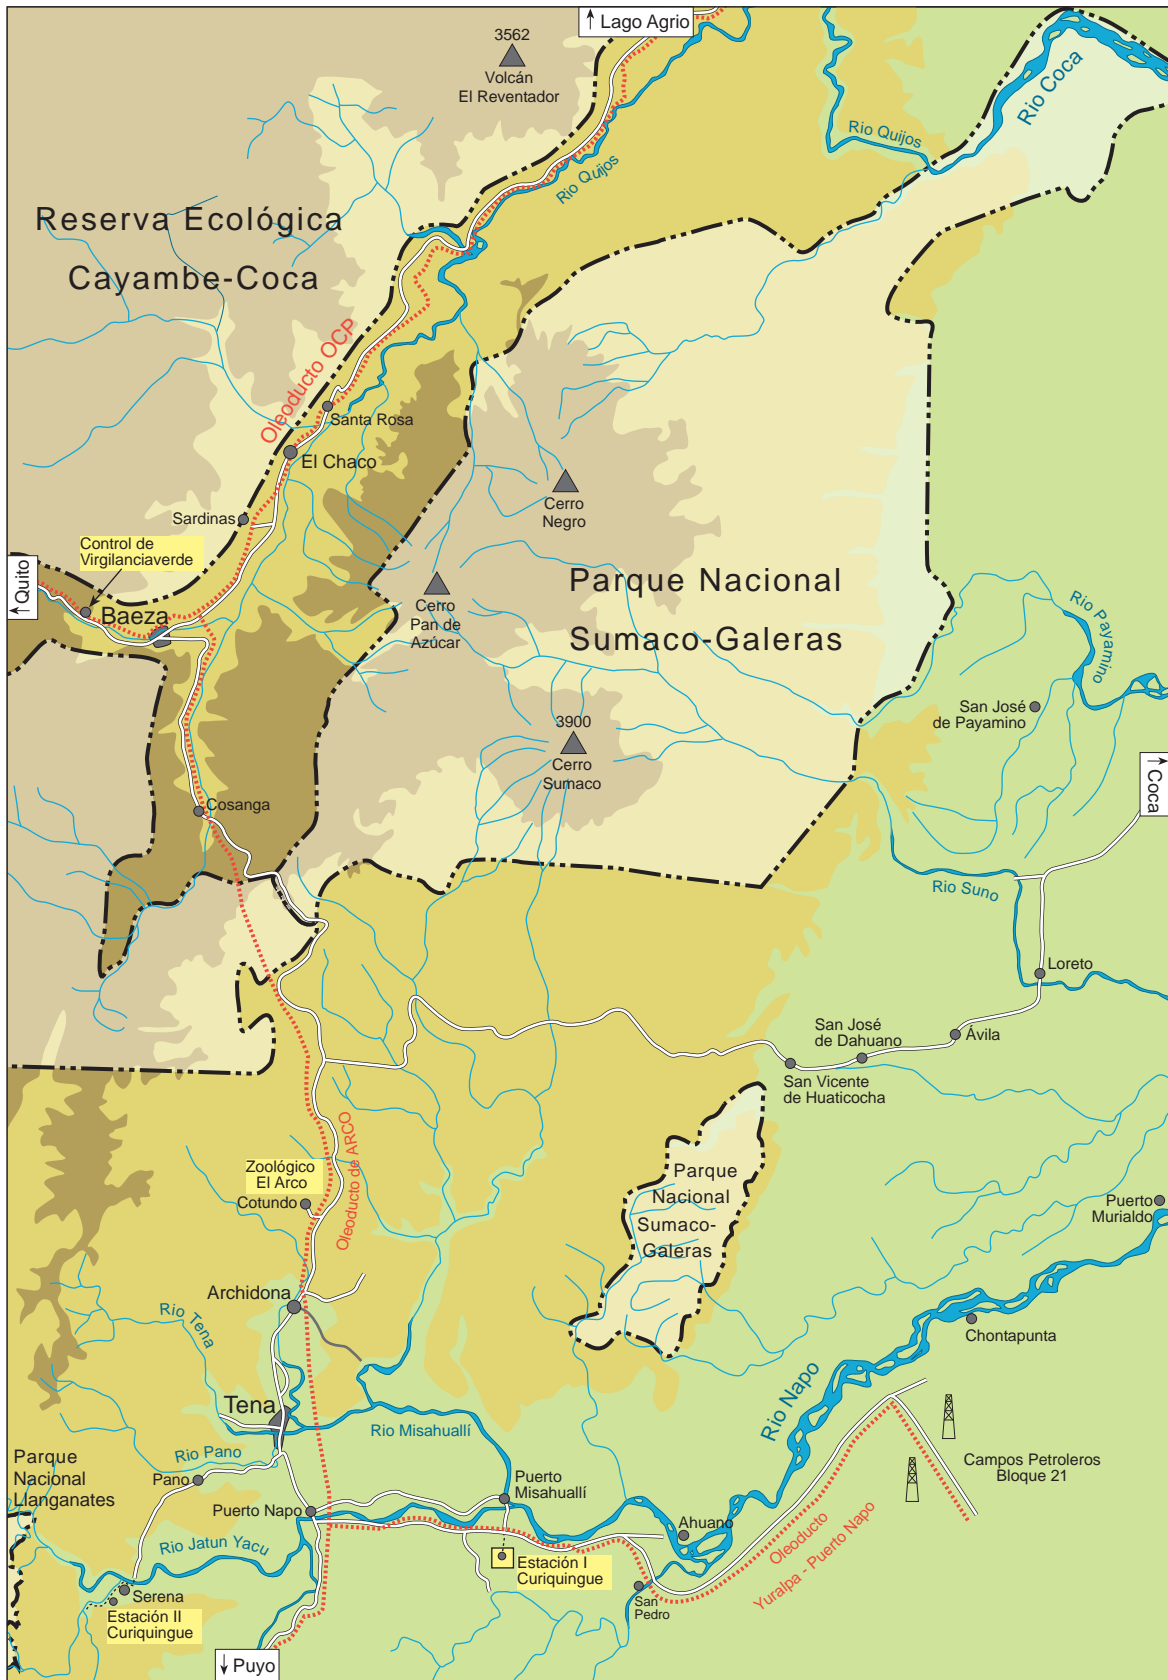 ↑ Lago Agrio
3562
Volcán
El Reventador
Rio Coca
Rio Quijos
Rio Quijos
Reserva Ecológica
Cayambe-Coca
Oleoducto OCP
Santa Rosa
El Chaco
Sardinas
Cerro
Negro
Control de
Virgilanciaverde
↑ Quito
Baeza
Cerro
Pan de
Azúcar
Parque Nacional
Sumaco-Galeras
Rio Payamino
San José
de Payamino
3900
Cerro
Sumaco
↑ Coca
Cosanga
Rio Suno
Loreto
San José
de Dahuano
Ávila
San Vicente
de Huaticocha
Oleoducto de ARCO
Zoológico
El Arco
Cotundo
Parque
Nacional
Sumaco-
Galeras
Puerto
Murialdo
Archidona
Rio Tena
Chontapunta
Tena
Rio Napo
Rio Misahuallí
Rio Pano
Parque
Nacional
Llanganates
Pano
Campos Petroleros
Bloque 21
Puerto
Misahuallí
Puerto Napo
Ahuano
Oleoducto
Yuralpa - Puerto Napo
Rio Jatun Yacu
Estación I
Curiquingue
Serena
San
Pedro
Estación II
Curiquingue
↓ Puyo